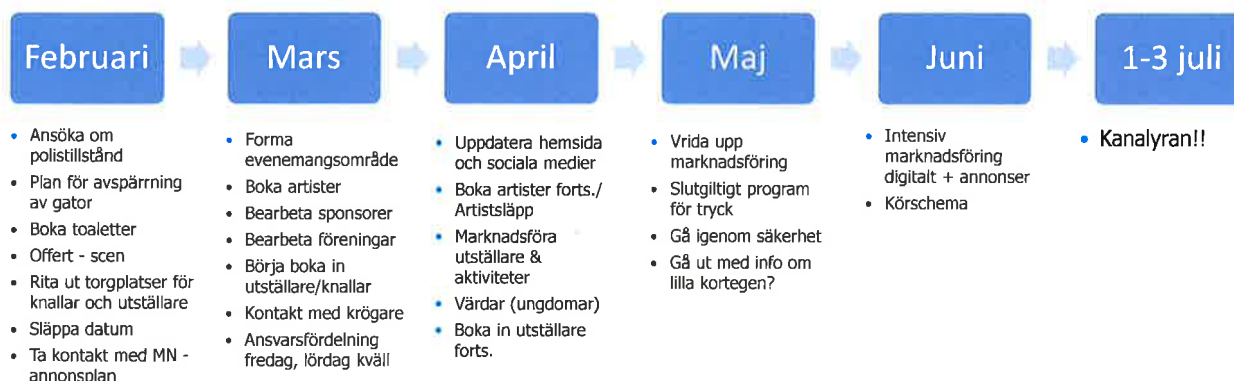 Februari
Mars
April
Maj
Juni
1-3 juli
• Ansöka om
polistillstånd
• Plan för avspärrning
av gator
• Boka toaletter
• Offert - scen
• Rita ut torgplatser för
knallar och utställare
• Släppa datum
• Ta kontakt med MN -
annonsplan
• Forma
evenemangsområde
• Boka artister
• Bearbeta sponsorer
• Bearbeta föreningar
• Börja boka in
utställare/knallar
• Kontakt med krögare
• Ansvarsfördelning
fredag, lördag kväll
• Uppdatera hemsida
och sociala medier
• Boka artister forts./
Artistsläpp
• Marknadsföra
utställare &
aktiviteter
• Värdar (ungdomar)
• Boka in utställare
forts.
• Vrida upp
marknadsföring
• Slutgiltigt program
för tryck
• Gå igenom säkerhet
• Gå ut med info om
lilla kortegen?
• Intensiv
marknadsföring
digitalt + annonser
• Körschema
• Kanalyran!!